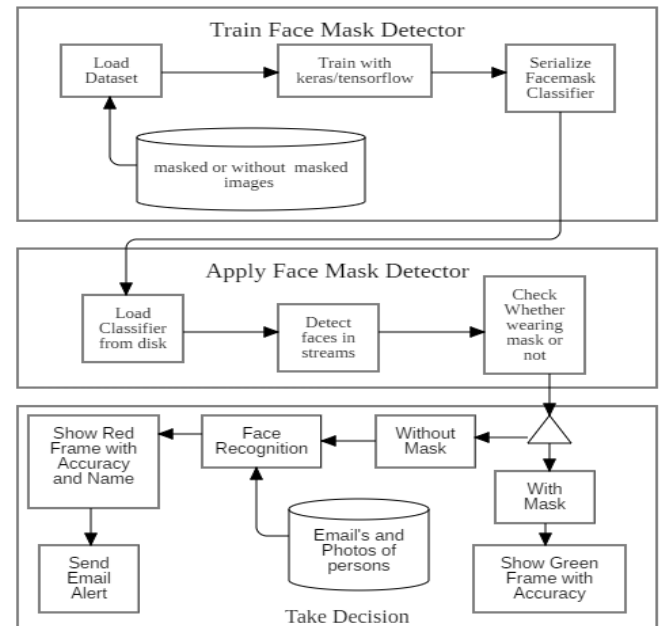 Train Face Mask Detector
Load
Dataset
Train with
keras/tensorflow
Serialize
Facemask
Classifier
masked or without masked
images
Apply Face Mask Detector
Load
Classifier
from disk
Detect
faces in
streams
Check
Whether
wearing
mask or
not
Show Red
Frame with
Accuracy
and Name
Face
Recognition
Without
Mask
With
Mask
Email's and
Photos of
persons
Send
Email
Alert
Show Green
Frame with
Accuracy
Take Decision